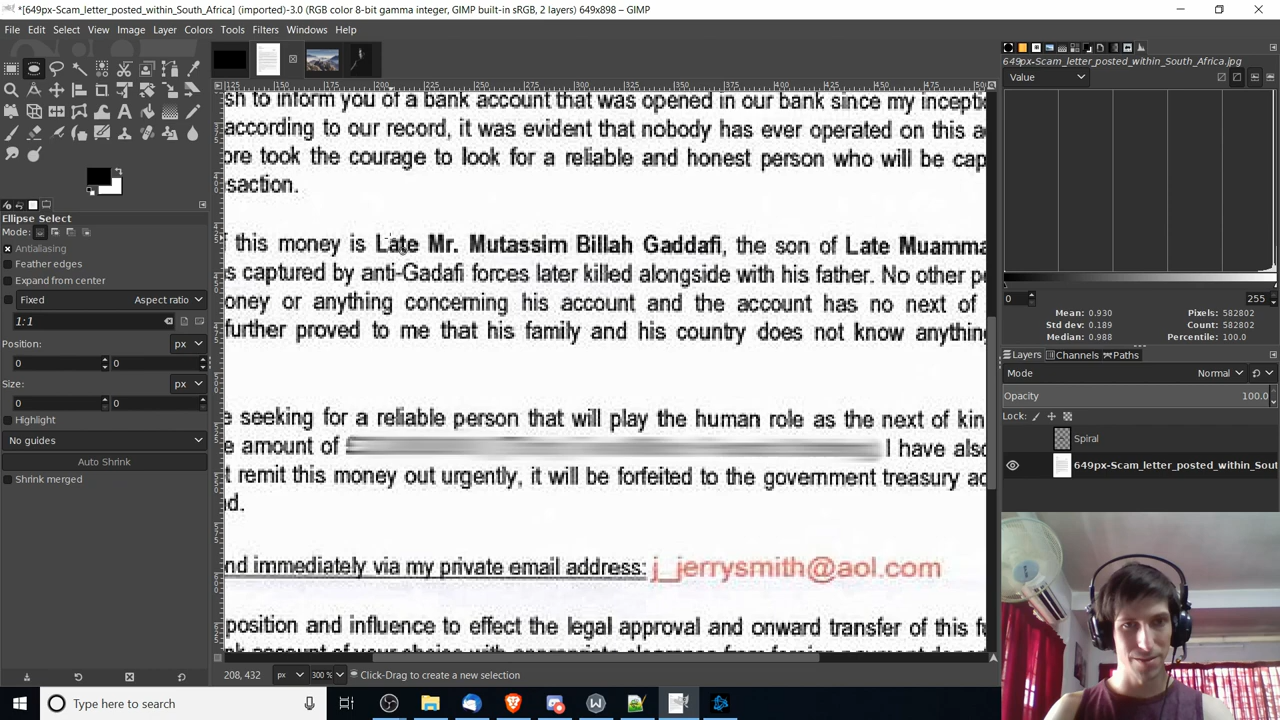 *[649px-Scam_letter_posted_within_South_Africa] (imported)-3.0 (RGB color 8-bit gamma integer, GIMP built-in sRGB, 2 layers) 649x898 – GIMP
File Edit Select View Image Layer Colors Tools Filters Windows Help
649px-Scam_letter_posted_within_South_Africa.jpg
Value
0 255
Mean: 0.930 Pixels: 582802
Std dev: 0.189 Count: 582802
Median: 0.988 Percentile: 100.0
Layers Channels Paths
Mode Normal
Opacity 100.0
Lock:
Spiral
649px-Scam_letter_posted_within_Sout
Ellipse Select
Mode:
Antialiasing
Feather edges
Expand from center
Fixed Aspect ratio
1:1
Position: px
0 0
Size: px
0 0
Highlight
No guides
Auto Shrink
Shrink merged
sh to inform you of a bank account that was opened in our bank since my incepti
according to our record, it was evident that nobody has ever operated on this a
ore took the courage to look for a reliable and honest person who will be cap
saction.
f this money is Late Mr. Mutassim Billah Gaddafi, the son of Late Muamma
s captured by anti-Gadafi forces later killed alongside with his father. No other pe
oney or anything concerning his account and the account has no next of
further proved to me that his family and his country does not know anything
e seeking for a reliable person that will play the human role as the next of kin
e amount of I have also
t remit this money out urgently, it will be forfeited to the government treasury ac
nd.
nd immediately via my private email address: j_jerrysmith@aol.com
position and influence to effect the legal approval and onward transfer of this f
208, 432 px 300 % Click-Drag to create a new selection
Type here to search